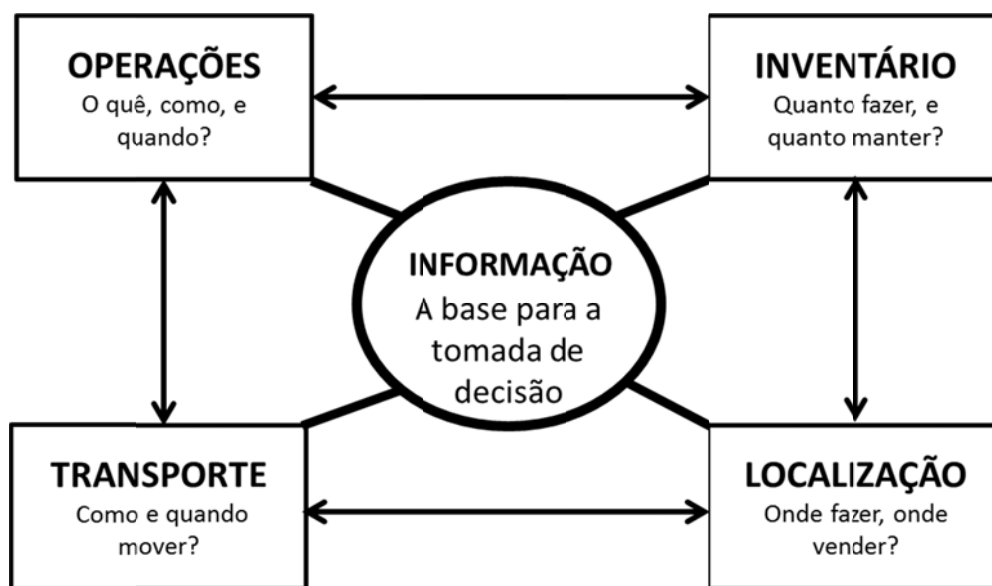 OPERAÇÕES
O quê, como, e
quando?
INVENTÁRIO
Quanto fazer, e
quanto manter?
INFORMAÇÃO
A base para a
tomada de
decisão
TRANSPORTE
Como e quando
mover?
LOCALIZAÇÃO
Onde fazer, onde
vender?